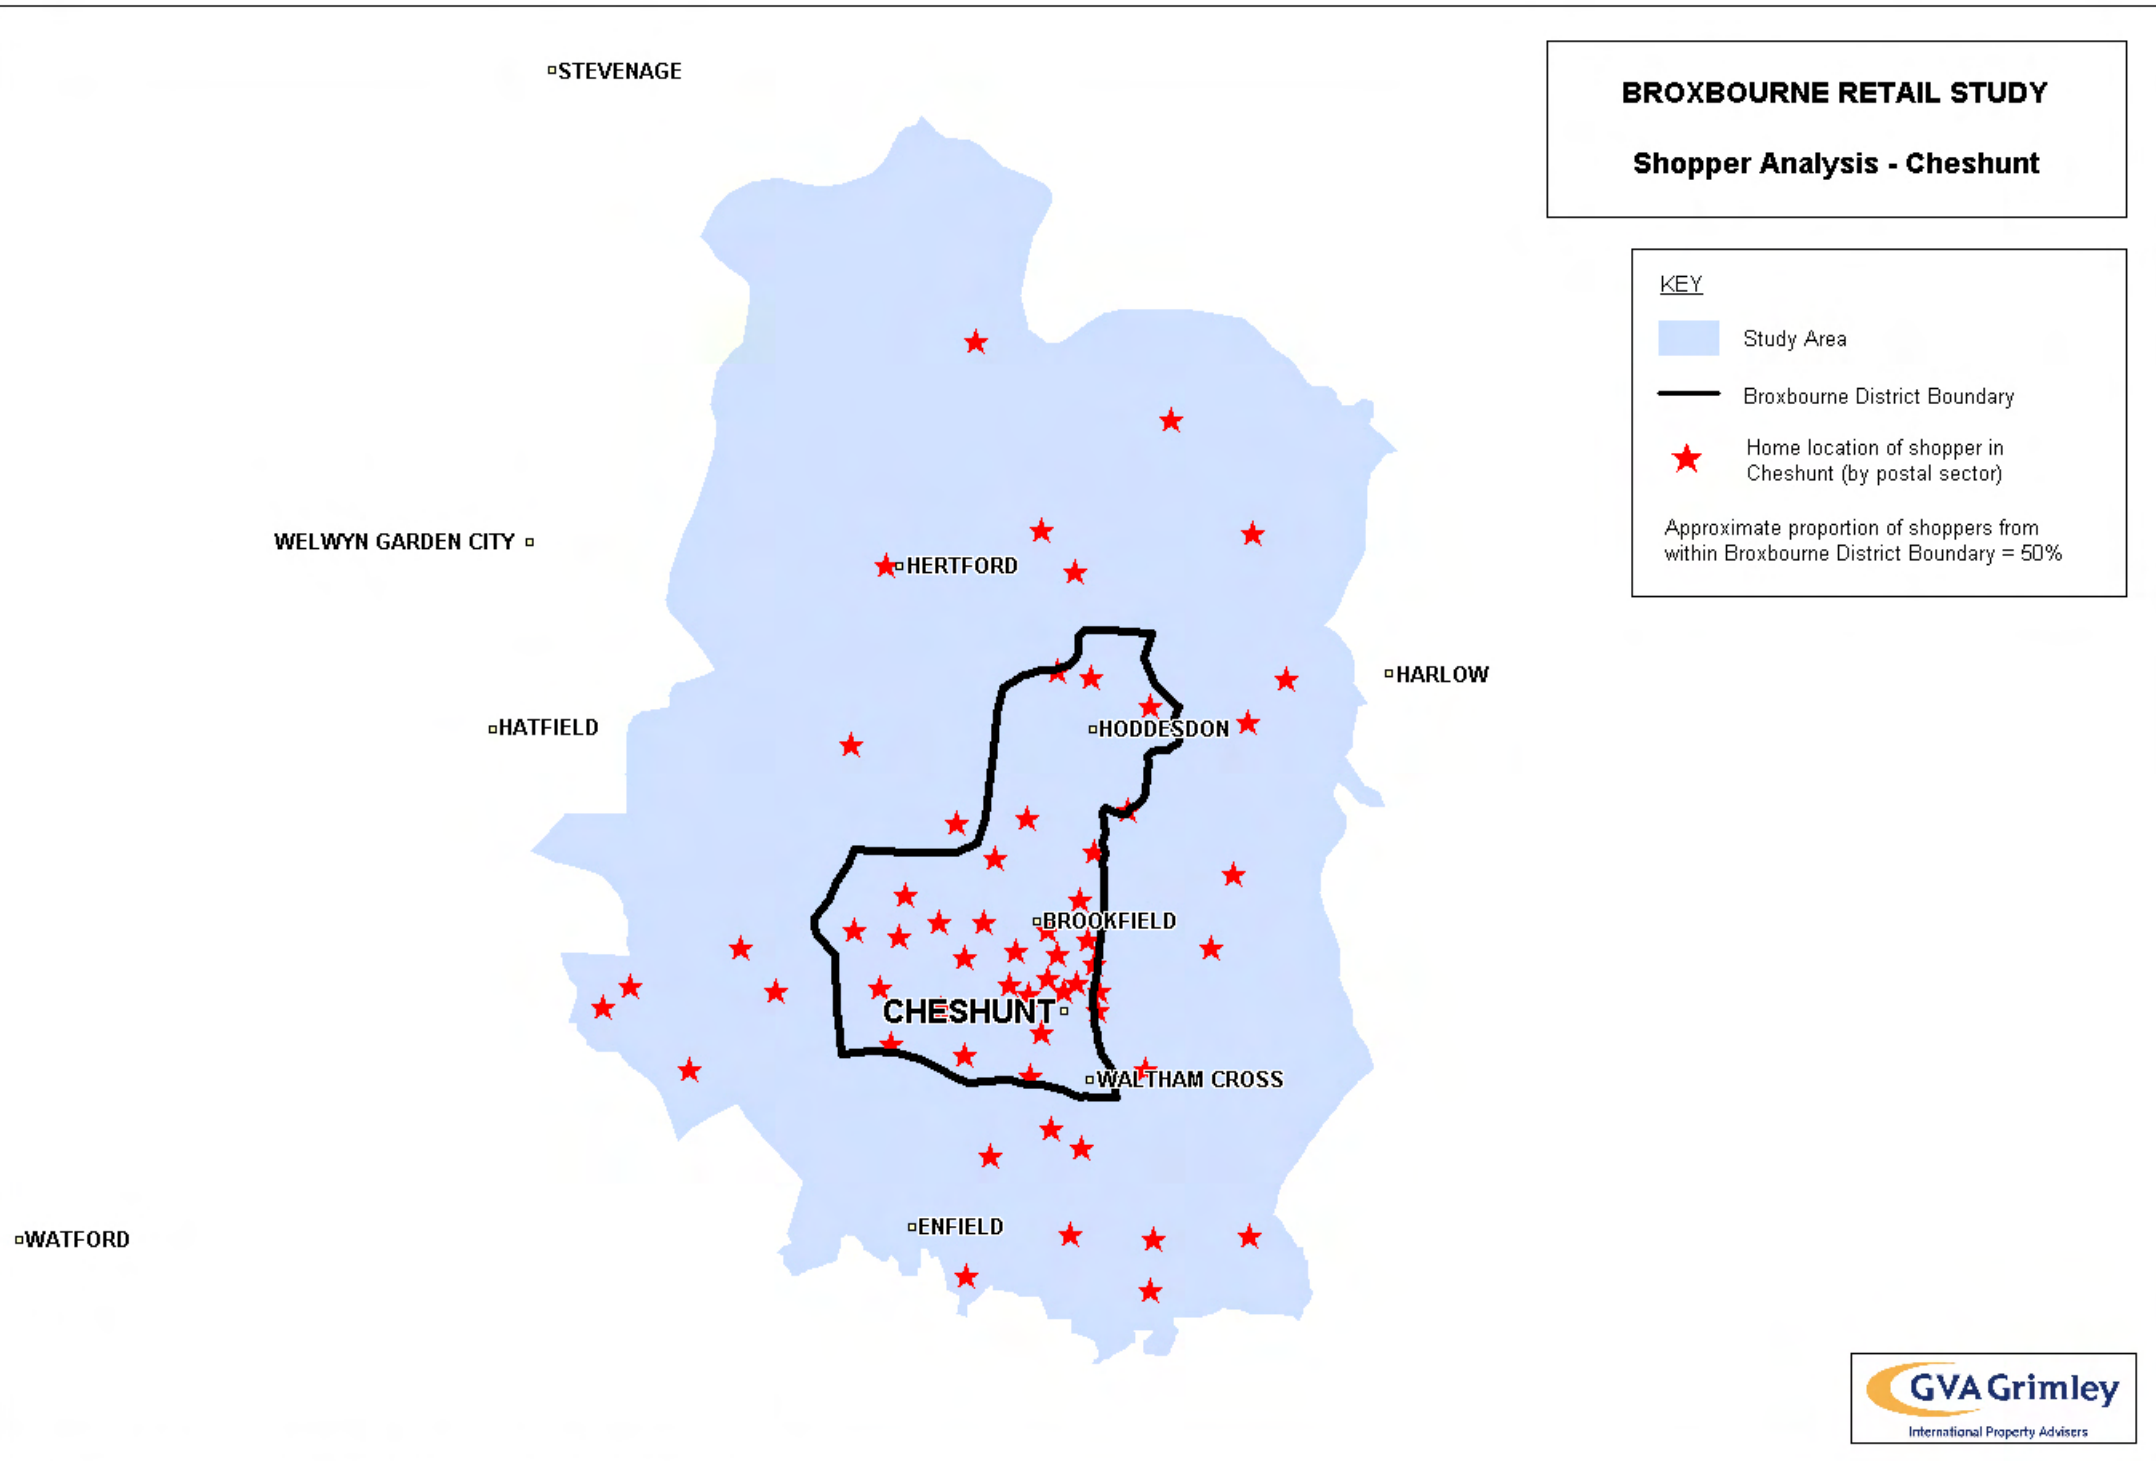 STEVENAGE
BROXBOURNE RETAIL STUDY
Shopper Analysis - Cheshunt
KEY
Study Area
Broxbourne District Boundary
Home location of shopper in
Cheshunt (by postal sector)
Approximate proportion of shoppers from
within Broxbourne District Boundary = 50%
WELWYN GARDEN CITY
HERTFORD
HARLOW
HATFIELD
HODDESDON
BROOKFIELD
CHESHUNT
WALTHAM CROSS
ENFIELD
WATFORD
GVA Grimley
International Property Advisers